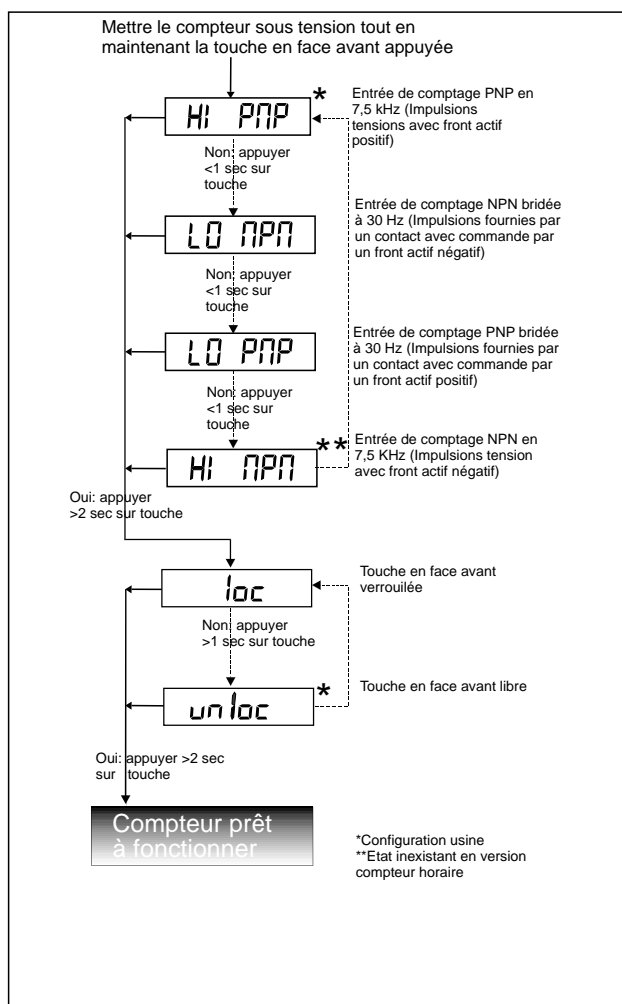 Mettre le compteur sous tension tout en
maintenant la touche en face avant appuyée
HI PNP *
Entrée de comptage PNP en
7,5 kHz (Impulsions
tensions avec front actif
positif)
Non: appuyer
<1 sec sur
touche
LO NPN
Entrée de comptage NPN bridée
à 30 Hz (Impulsions fournies par
un contact avec commande par
un front actif négatif)
Non: appuyer
<1 sec sur
touche
LO PNP
Entrée de comptage PNP bridée
à 30 Hz (Impulsions fournies par
un contact avec commande par
un front actif positif)
Non: appuyer
<1 sec sur
touche
HI NPN **
Entrée de comptage NPN en
7,5 KHz (Impulsions tension
avec front actif négatif)
Oui: appuyer
>2 sec sur touche
loc
Touche en face avant
verrouilée
Non: appuyer
>1 sec sur touche
unloc *
Touche en face avant libre
Oui: appuyer >2 sec
sur touche
Compteur prêt
à fonctionner
*Configuration usine
**Etat inexistant en version
compteur horaire